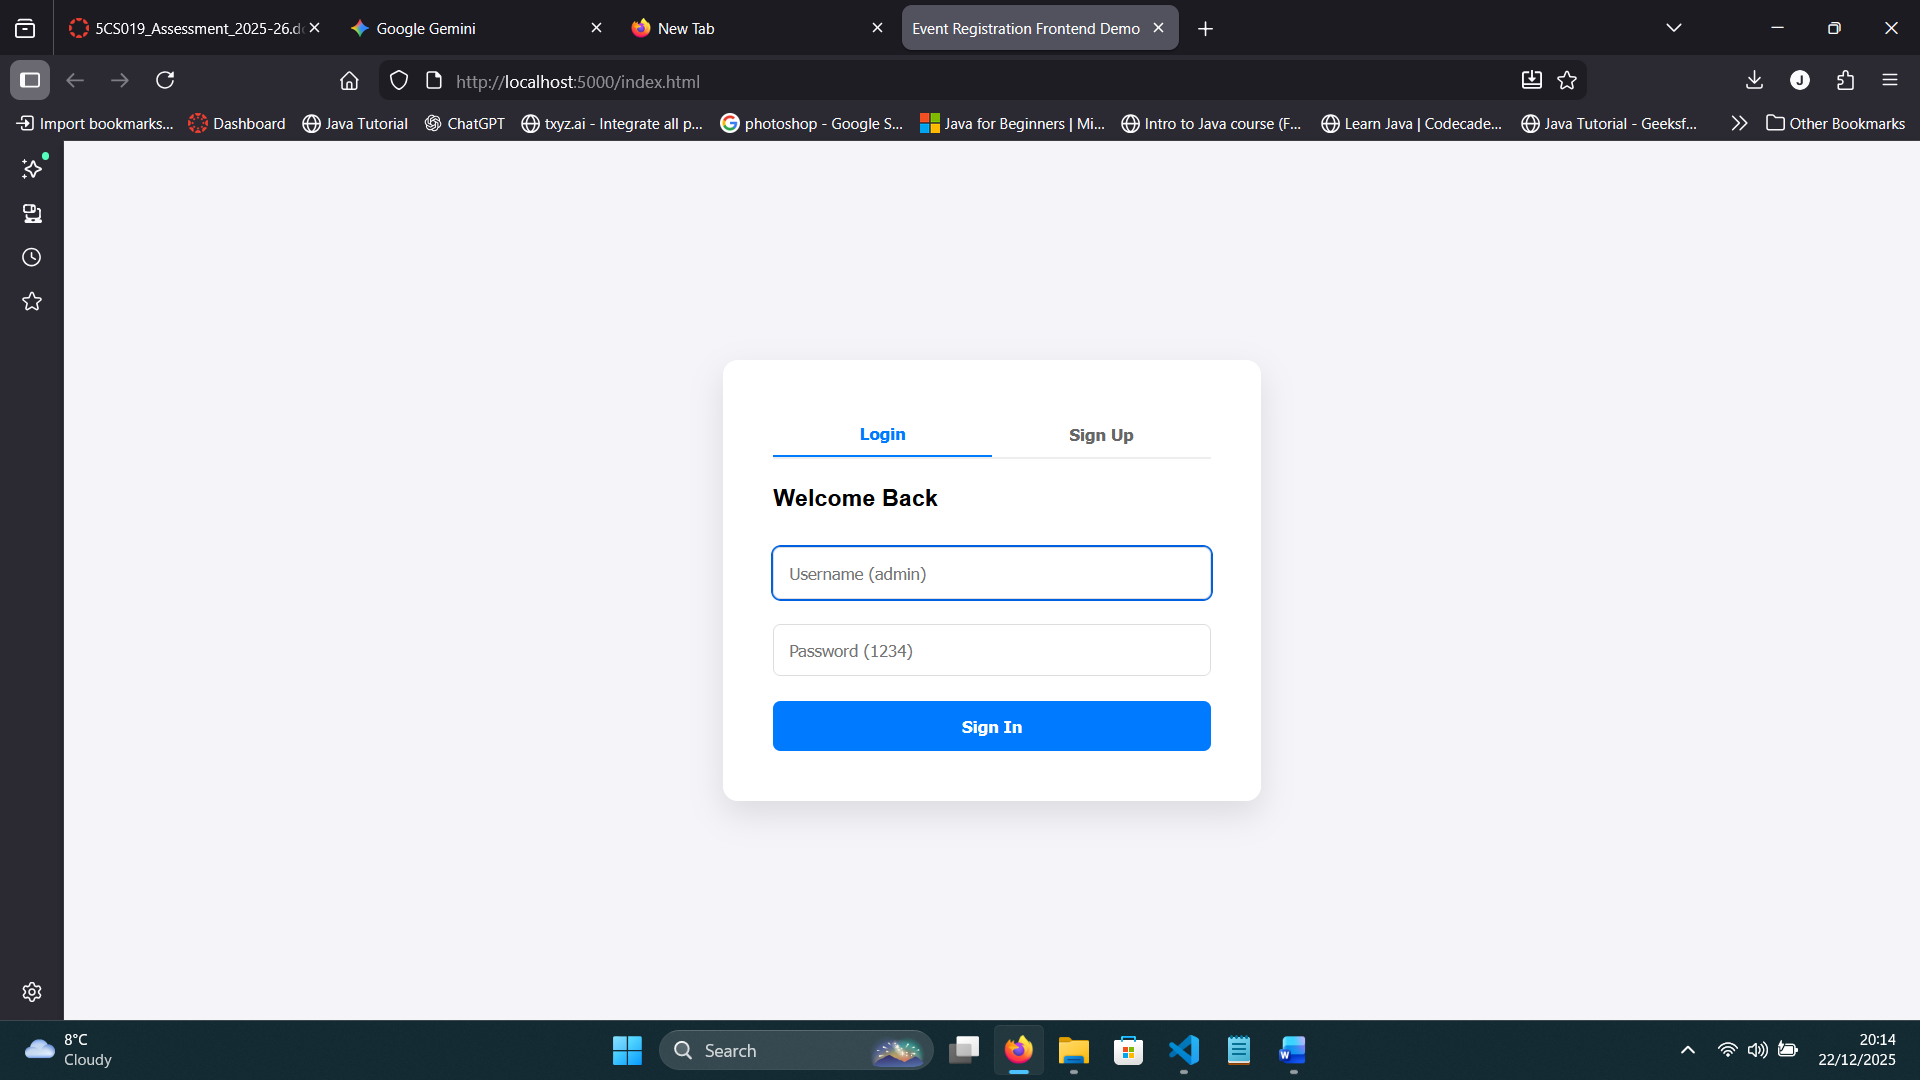 5CS019_Assessment_2025-26.d
Google Gemini
New Tab
Event Registration Frontend Demo
http://localhost:5000/index.html
J
Import bookmarks...
Dashboard
Java Tutorial
ChatGPT
txyz.ai - Integrate all p...
photoshop - Google S...
Java for Beginners | Mi...
Intro to Java course (F...
Learn Java | Codecade...
Java Tutorial - Geeksf...
Other Bookmarks
Login
Sign Up
Welcome Back
Username (admin)
Password (1234)
Sign In
8°C
Cloudy
Search
20:14
22/12/2025